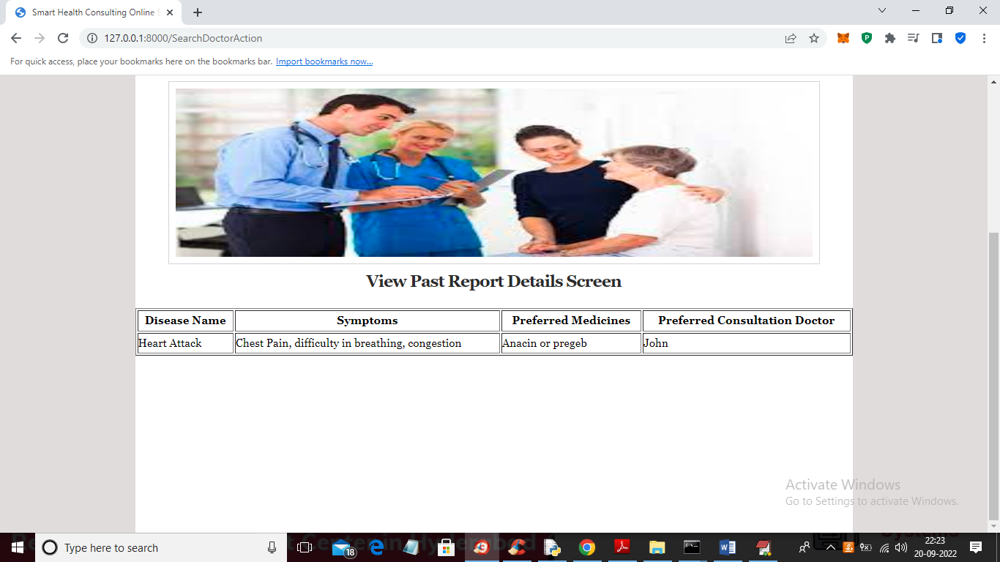 Smart Health Consulting Online S
127.0.0.1:8000/SearchDoctorAction
For quick access, place your bookmarks here on the bookmarks bar. Import bookmarks now...
View Past Report Details Screen
Disease Name Symptoms Preferred Medicines Preferred Consultation Doctor
Heart Attack Chest Pain, difficulty in breathing, congestion Anacin or pregeb John
Activate Windows
Go to Settings to activate Windows.
Type here to search
18
22:23
20-09-2022